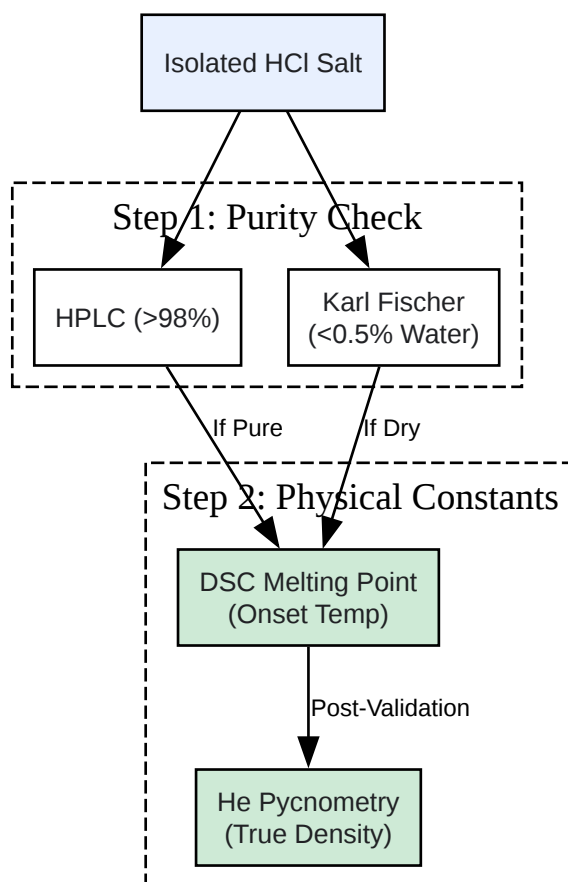 Isolated HCl Salt
Step 1: Purity Check
HPLC (>98%)
Karl Fischer
(<0.5% Water)
If Pure
If Dry
Step 2: Physical Constants
DSC Melting Point
(Onset Temp)
Post-Validation
He Pycnometry
(True Density)